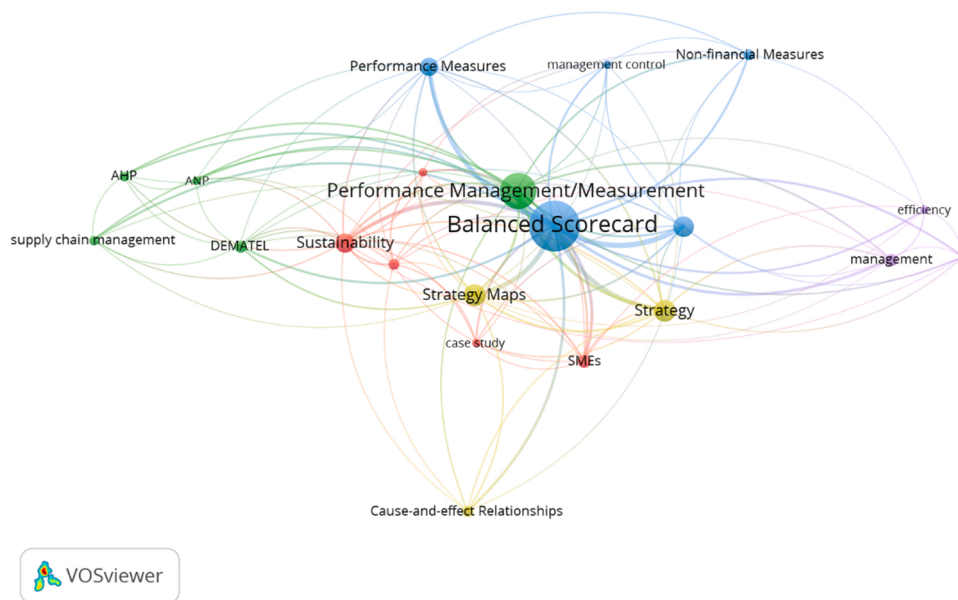 Non-financial Measures
management control
Performance Measures
AHP
ANP
Performance Management/Measurement
efficiency
Balanced Scorecard
supply chain management
DEMATEL
Sustainability
management
Strategy Maps
Strategy
case study
SMEs
Cause-and-effect Relationships
VOSviewer